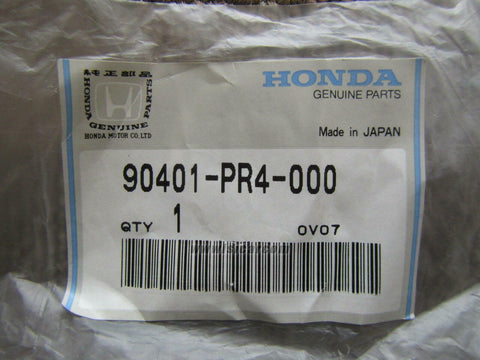 純正部品
HONDA
GENUINE
PARTS
HONDA MOTOR CO.,LTD
HONDA
GENUINE PARTS
Made in JAPAN
90401-PR4-000
QTY 1
0V07